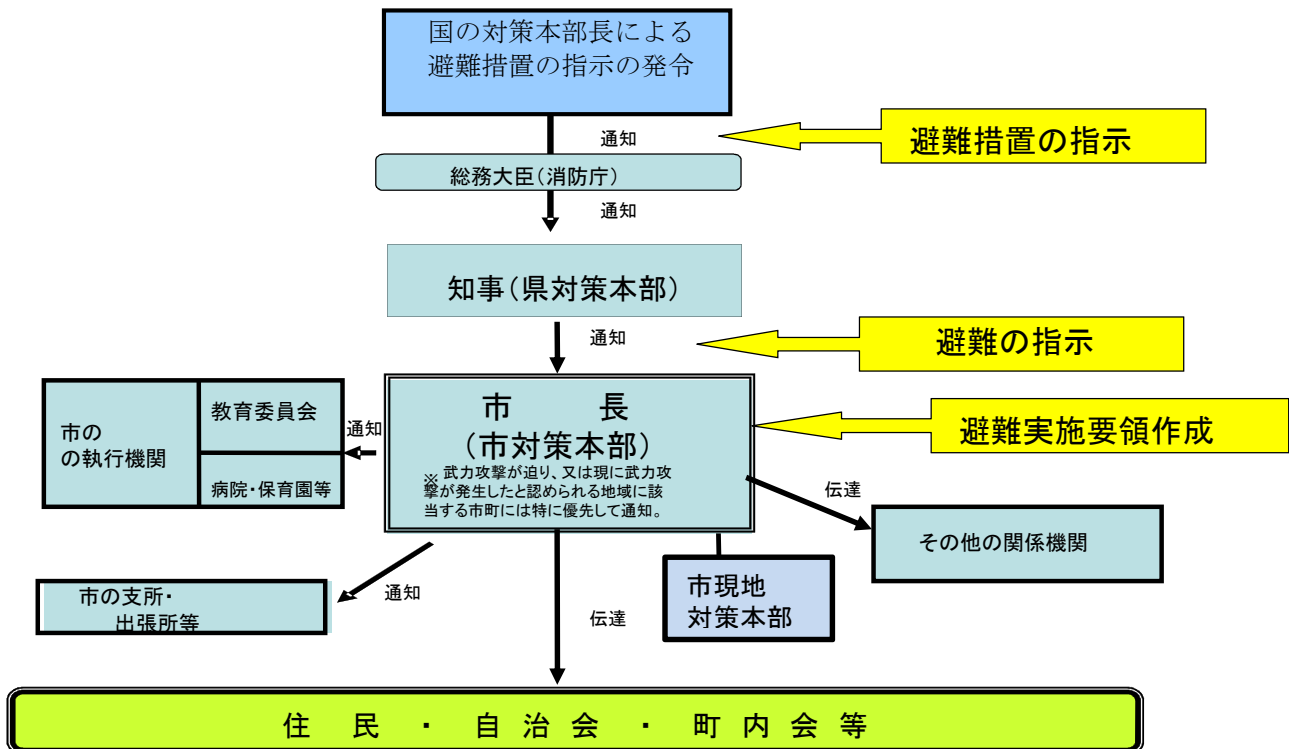 国の対策本部長による
避難措置の指示の発令
通知
避難措置の指示
総務大臣(消防庁)
通知
知事(県対策本部)
通知
避難の指示
市の
の執行機関
教育委員会
病院・保育園等
通知
市 長
(市対策本部)
※ 武力攻撃が迫り、又は現に武力攻
撃が発生したと認められる地域に該
当する市町には特に優先して通知。
避難実施要領作成
伝達
その他の関係機関
市の支所・
出張所等
通知
伝達
市現地
対策本部
住 民 ・ 自 治 会 ・ 町 内 会 等